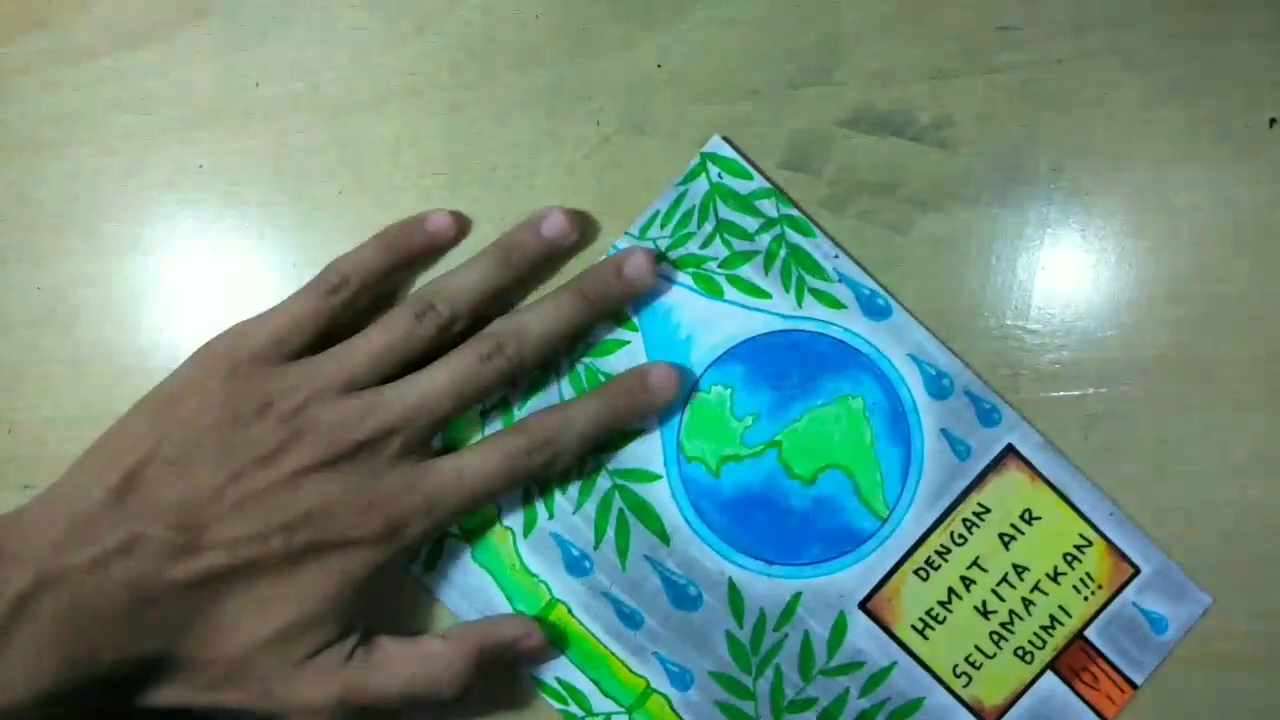 DENGAN
HEMAT AIR
KITA
SELAMATKAN
BUMI !!!